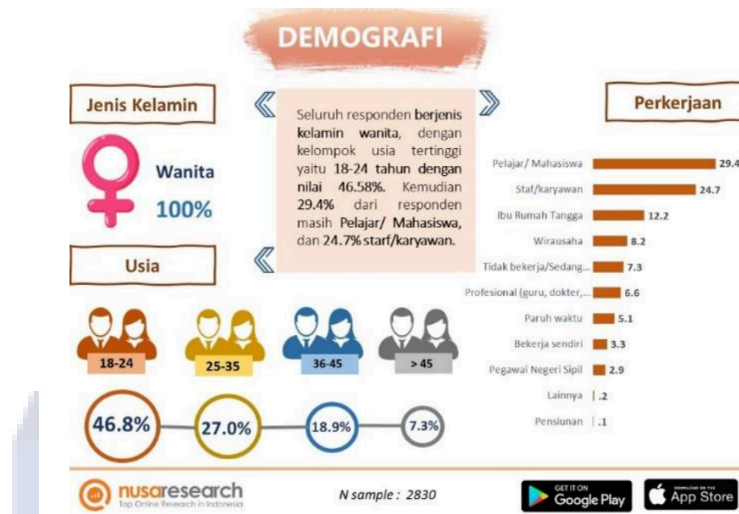 DEMOGRAFI
Jenis Kelamin
Wanita
100%
Seluruh responden berjenis
kelamin wanita, dengan
kelompok usia tertinggi
yaitu 18-24 tahun dengan
nilai 46.58%. Kemudian
29.4% dari responden
masih Pelajar/ Mahasiswa,
dan 24.7% starf/karyawan.
Perkerjaan
Pelajar/ Mahasiswa 29.4
Staf/karyawan 24.7
Ibu Rumah Tangga 12.2
Wirausaha 8.2
Tidak bekerja/Sedang... 7.3
Profesional (guru, dokter,... 6.6
Paruh waktu 5.1
Bekerja sendiri 3.3
Pegawai Negeri Sipil 2.9
Lainnya .2
Pensiunan .1
Usia
18-24 25-35 36-45 > 45
46.8% 27.0% 18.9% 7.3%
nusaresearch
Top Online Research in Indonesia
N sample : 2830
GET IT ON
Google Play
DOWNLOAD ON THE
App Store